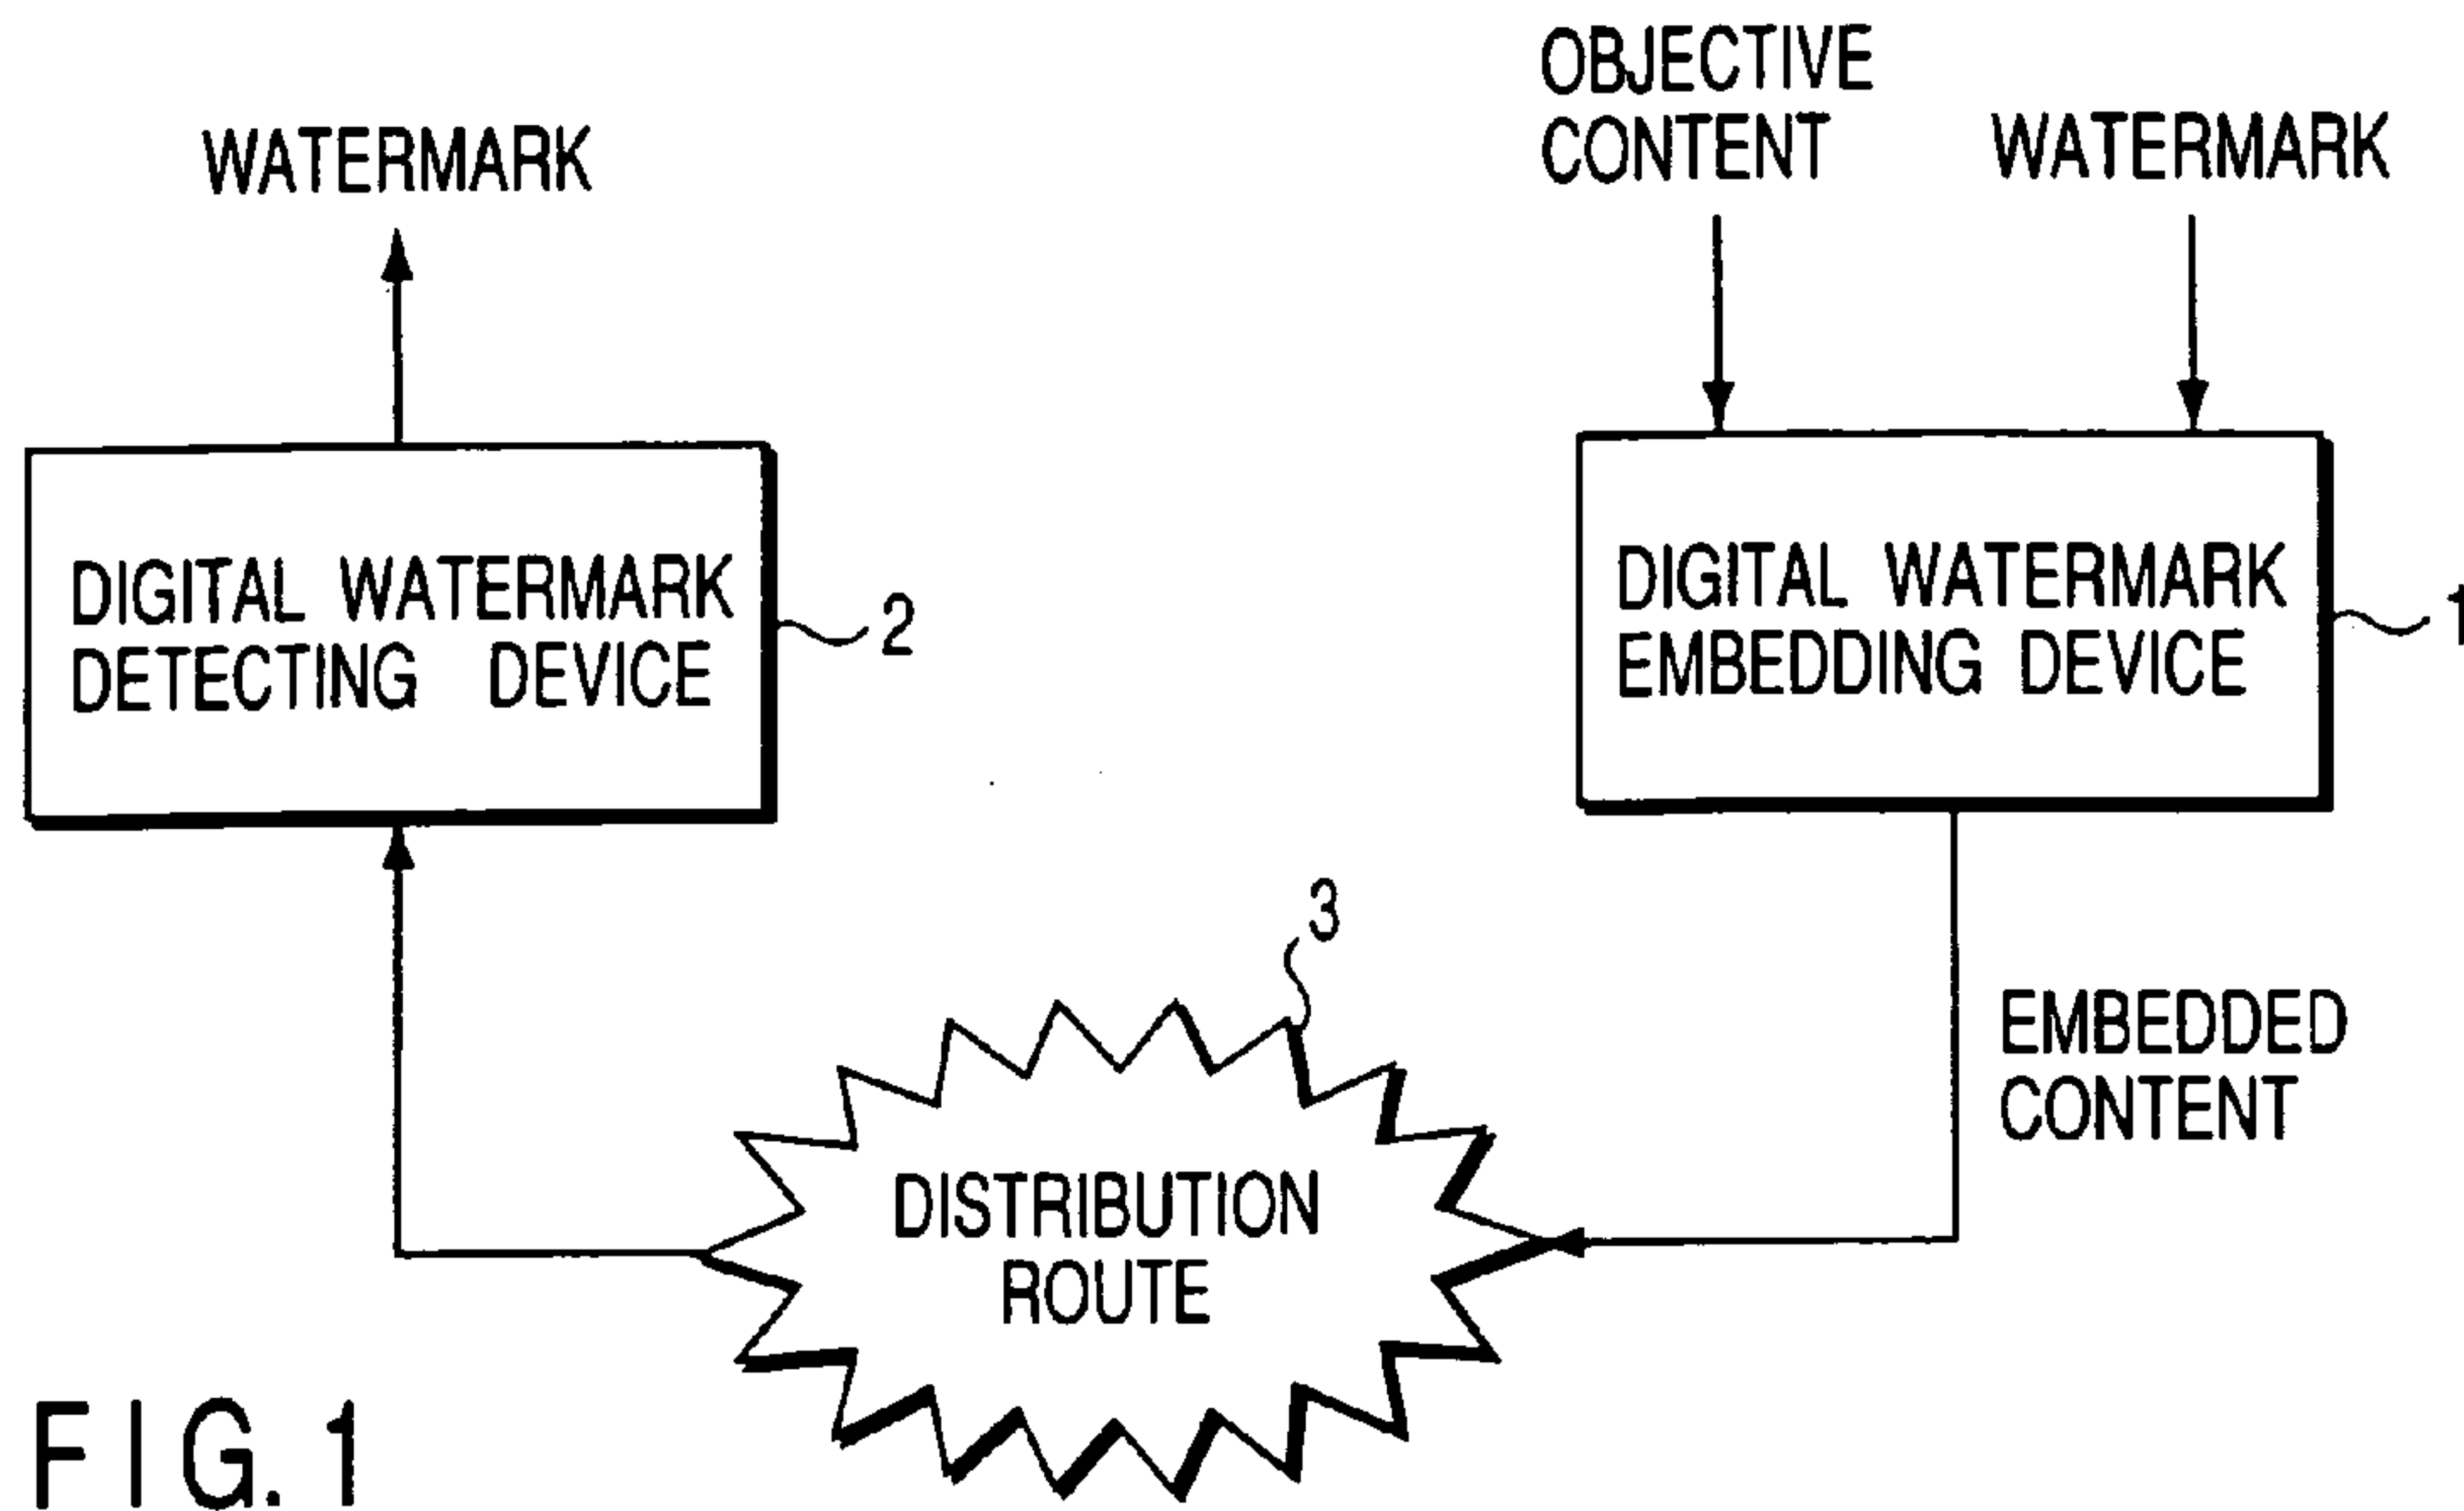 WATERMARK
OBJECTIVE
CONTENT
WATERMARK
DIGITAL WATERMARK
DETECTING DEVICE
2
DIGITAL WATERMARK
EMBEDDING DEVICE
1
3
EMBEDDED
CONTENT
DISTRIBUTION
ROUTE
FIG. 1